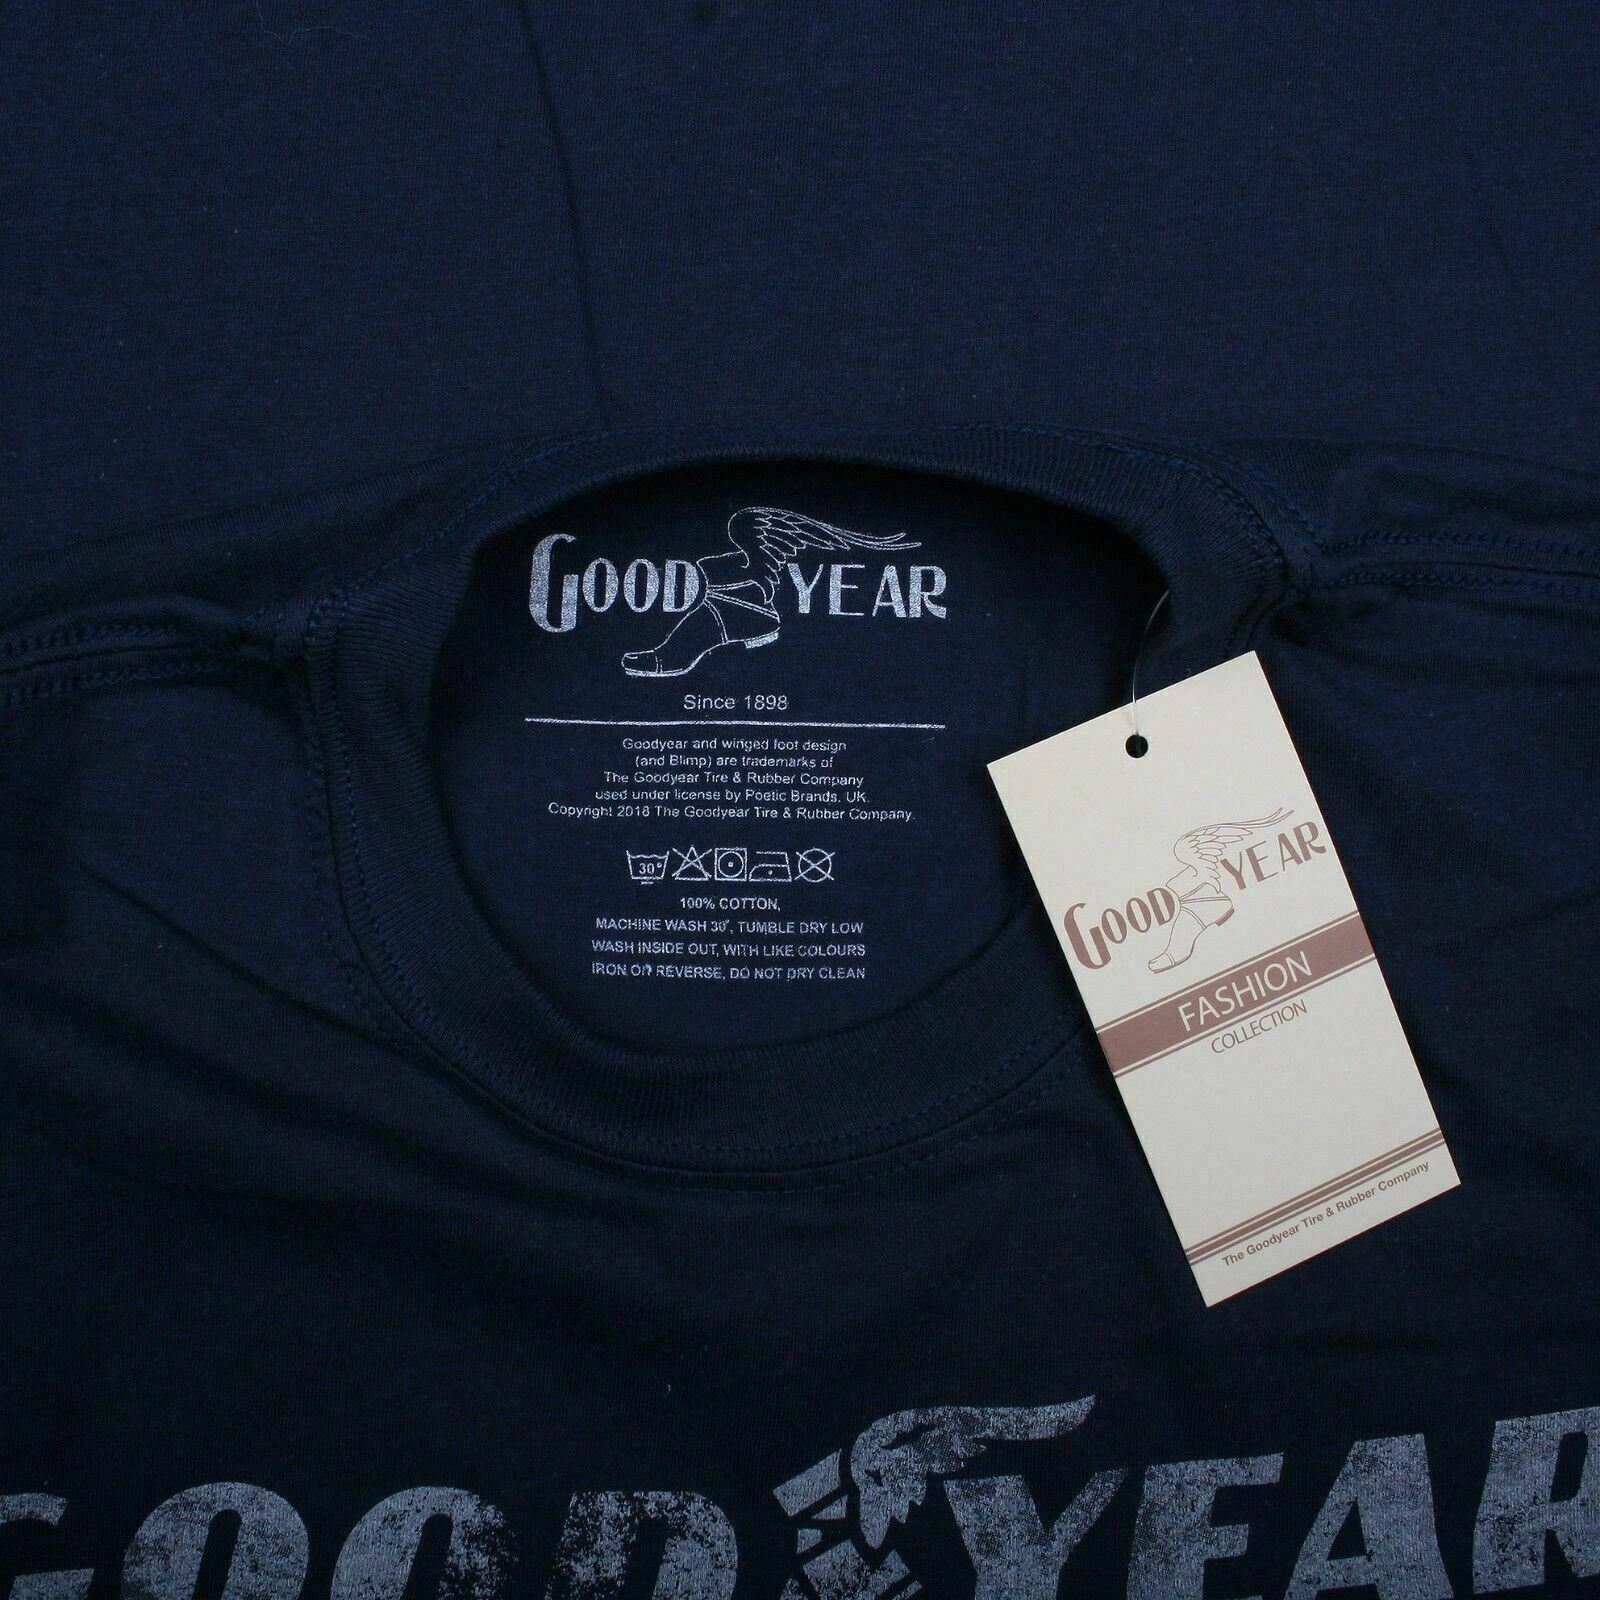 GOOD YEAR
Since 1898
Goodyear and winged foot design
(and Blimp) are trademarks of
The Goodyear Tire & Rubber Company
used under license by Poetic Brands, UK.
Copyright 2018 The Goodyear Tire & Rubber Company.
30°
100% COTTON,
MACHINE WASH 30°, TUMBLE DRY LOW
WASH INSIDE OUT, WITH LIKE COLOURS
IRON ON REVERSE, DO NOT DRY CLEAN
GOOD YEAR
FASHION
COLLECTION
The Goodyear Tire & Rubber Company
GOOD YEAR